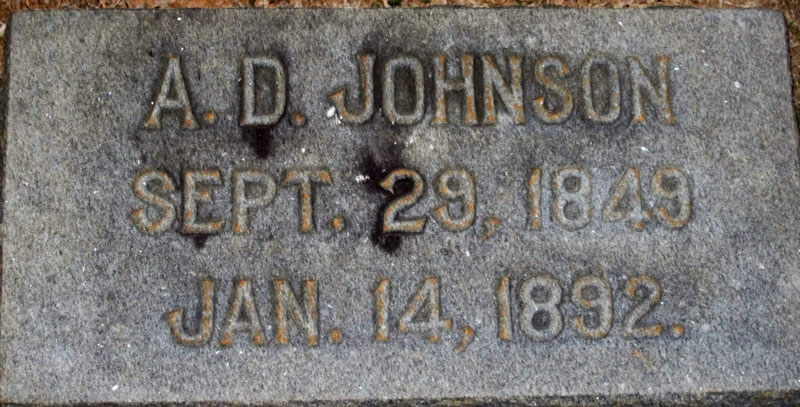 A. D. JOHNSON
SEPT. 29, 1849
JAN. 14, 1892.